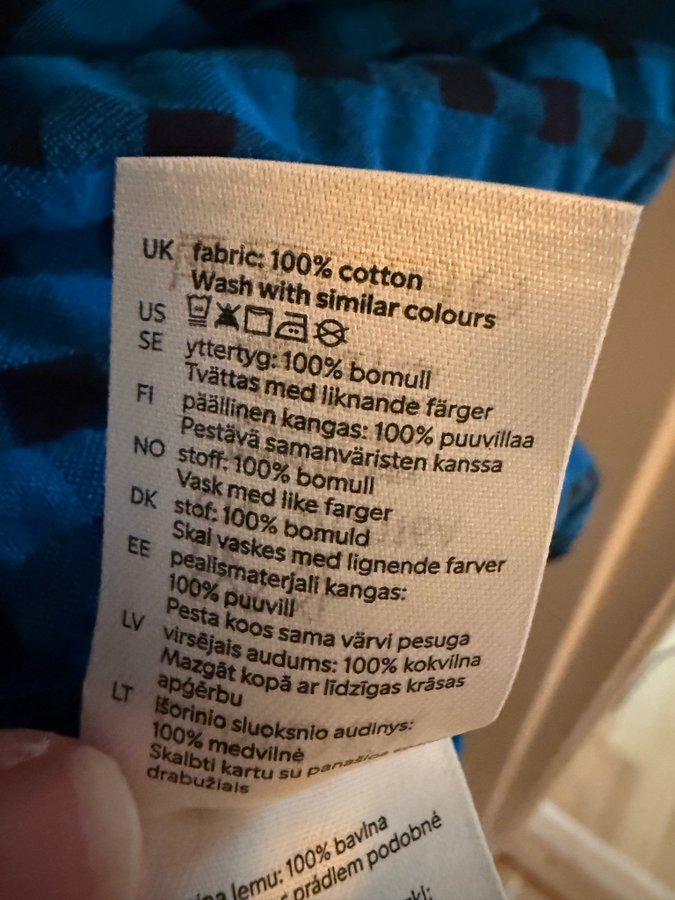 UK fabric: 100% cotton
Wash with similar colours
US
SE yttertyg: 100% bomull
Tvättas med liknande färger
FI päällinen kangas: 100% puuvillaa
Pestävä samanväristen kanssa
NO stoff: 100% bomull
Vask med like farger
DK stof: 100% bomuld
Skal vaskes med lignende farver
EE pealismaterjali kangas:
100% puuvill
Pesta koos sama värvi pesuga
LV virsējais audums: 100% kokvilna
Mazgāt kopā ar līdzīgas krāsas
apģērbu
LT išorinio sluoksnio audinys:
100% medvilnė
Skalbti kartu su
drabužiais
lemu: 100% bavlna
prádlem podobné